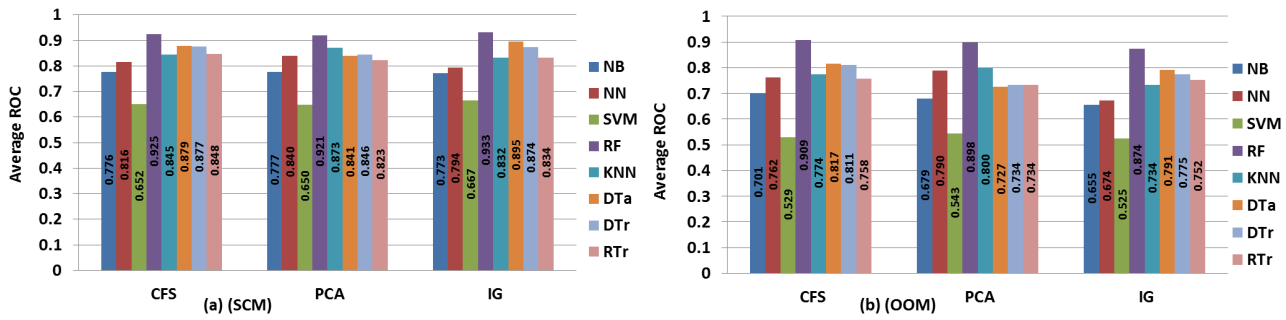 Average ROC
1
0.9
0.8
0.7
0.6
0.5
0.4
0.3
0.2
0.1
0
0.776
0.816
0.652
0.925
0.845
0.879
0.877
0.848
0.777
0.840
0.650
0.921
0.873
0.841
0.846
0.823
0.773
0.794
0.667
0.933
0.832
0.895
0.874
0.834
CFS
PCA
IG
(a) (SCM)
NB
NN
SVM
RF
KNN
DTa
DTr
RTr
Average ROC
1
0.9
0.8
0.7
0.6
0.5
0.4
0.3
0.2
0.1
0
0.701
0.762
0.529
0.909
0.774
0.817
0.811
0.758
0.679
0.790
0.543
0.898
0.800
0.727
0.734
0.734
0.655
0.674
0.525
0.874
0.734
0.791
0.775
0.752
CFS
PCA
IG
(b) (OOM)
NB
NN
SVM
RF
KNN
DTa
DTr
RTr